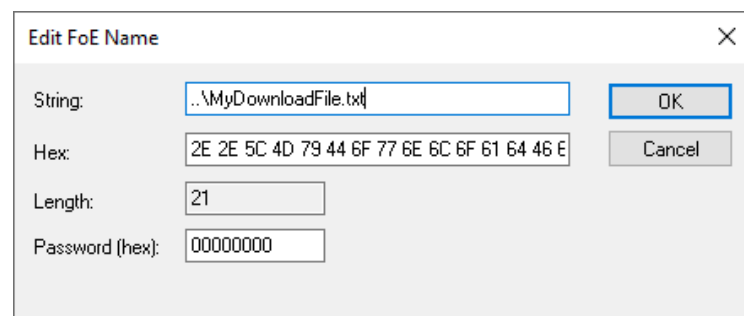 Edit FoE Name
String: ..\MyDownloadFile.txt OK
Hex: 2E 2E 5C 4D 79 44 6F 77 6E 6C 6F 61 64 46 6 Cancel
Length: 21
Password (hex): 00000000